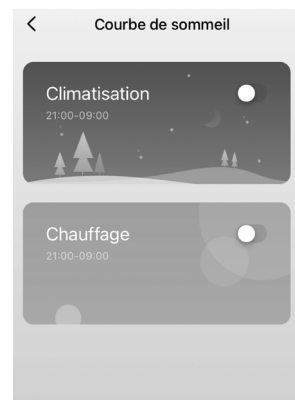 Courbe de sommeil
Climatisation
21:00-09:00
Chauffage
21:00-09:00